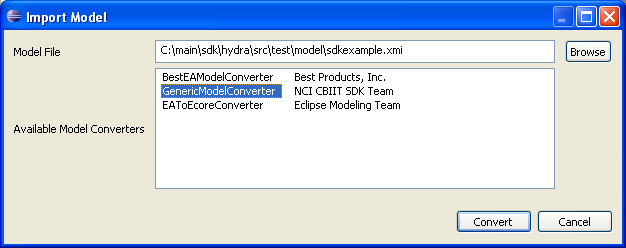 Import Model
Model File
C:\main\sdk\hydra\src\test\model\sdkexample.xmi
Browse
Available Model Converters
BestEAModelConverter Best Products, Inc.
GenericModelConverter NCI CBIIT SDK Team
EAToEcoreConverter Eclipse Modeling Team
Convert
Cancel